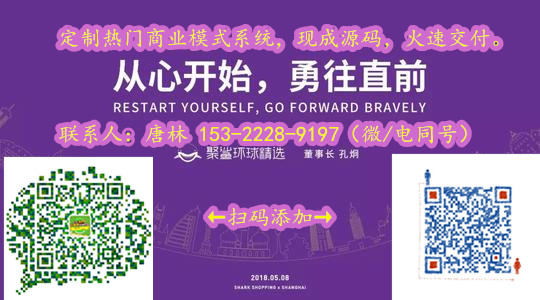 定制热门商业模式系统，现成源码，火速交付。
从心开始，勇往直前
RESTART YOURSELF, GO FORWARD BRAVELY
联系人：唐林 153-2228-9197（微/电同号）
聚鲨环球精选 董事长 孔炯
←扫码添加→
2018.05.08
SHARK SHOPPING x SHANGHAI